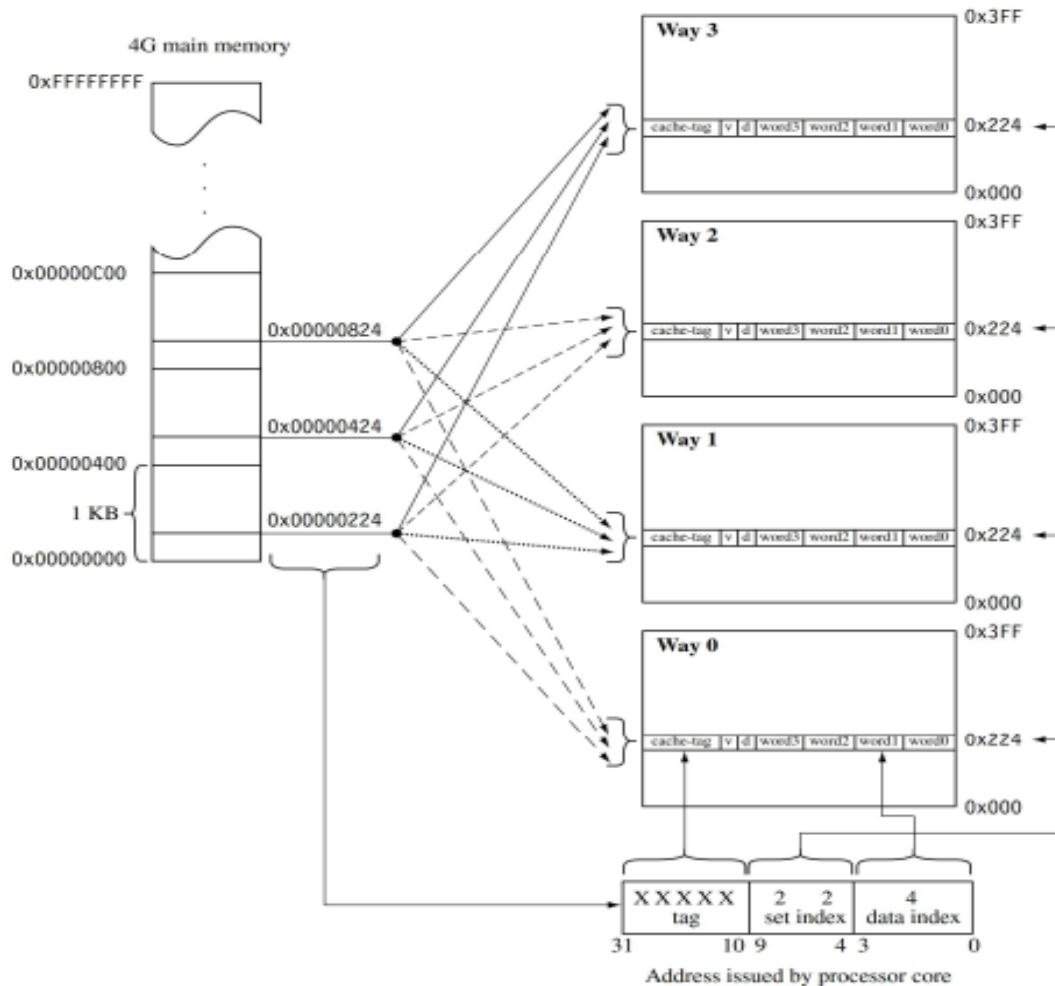 4G main memory
0xFFFFFFFF
0x00000C00
0x00000824
0x00000800
0x00000424
0x00000400
1 KB
0x00000224
0x00000000
0x3FF
Way 3
cache-tag v d word3 word2 word1 word0
0x224
0x000
0x3FF
Way 2
cache-tag v d word3 word2 word1 word0
0x224
0x000
0x3FF
Way 1
cache-tag v d word3 word2 word1 word0
0x224
0x000
0x3FF
Way 0
cache-tag v d word3 word2 word1 word0
0x224
0x000
X X X X X 2 2 4
tag set index data index
31 10 9 4 3 0
Address issued by processor core